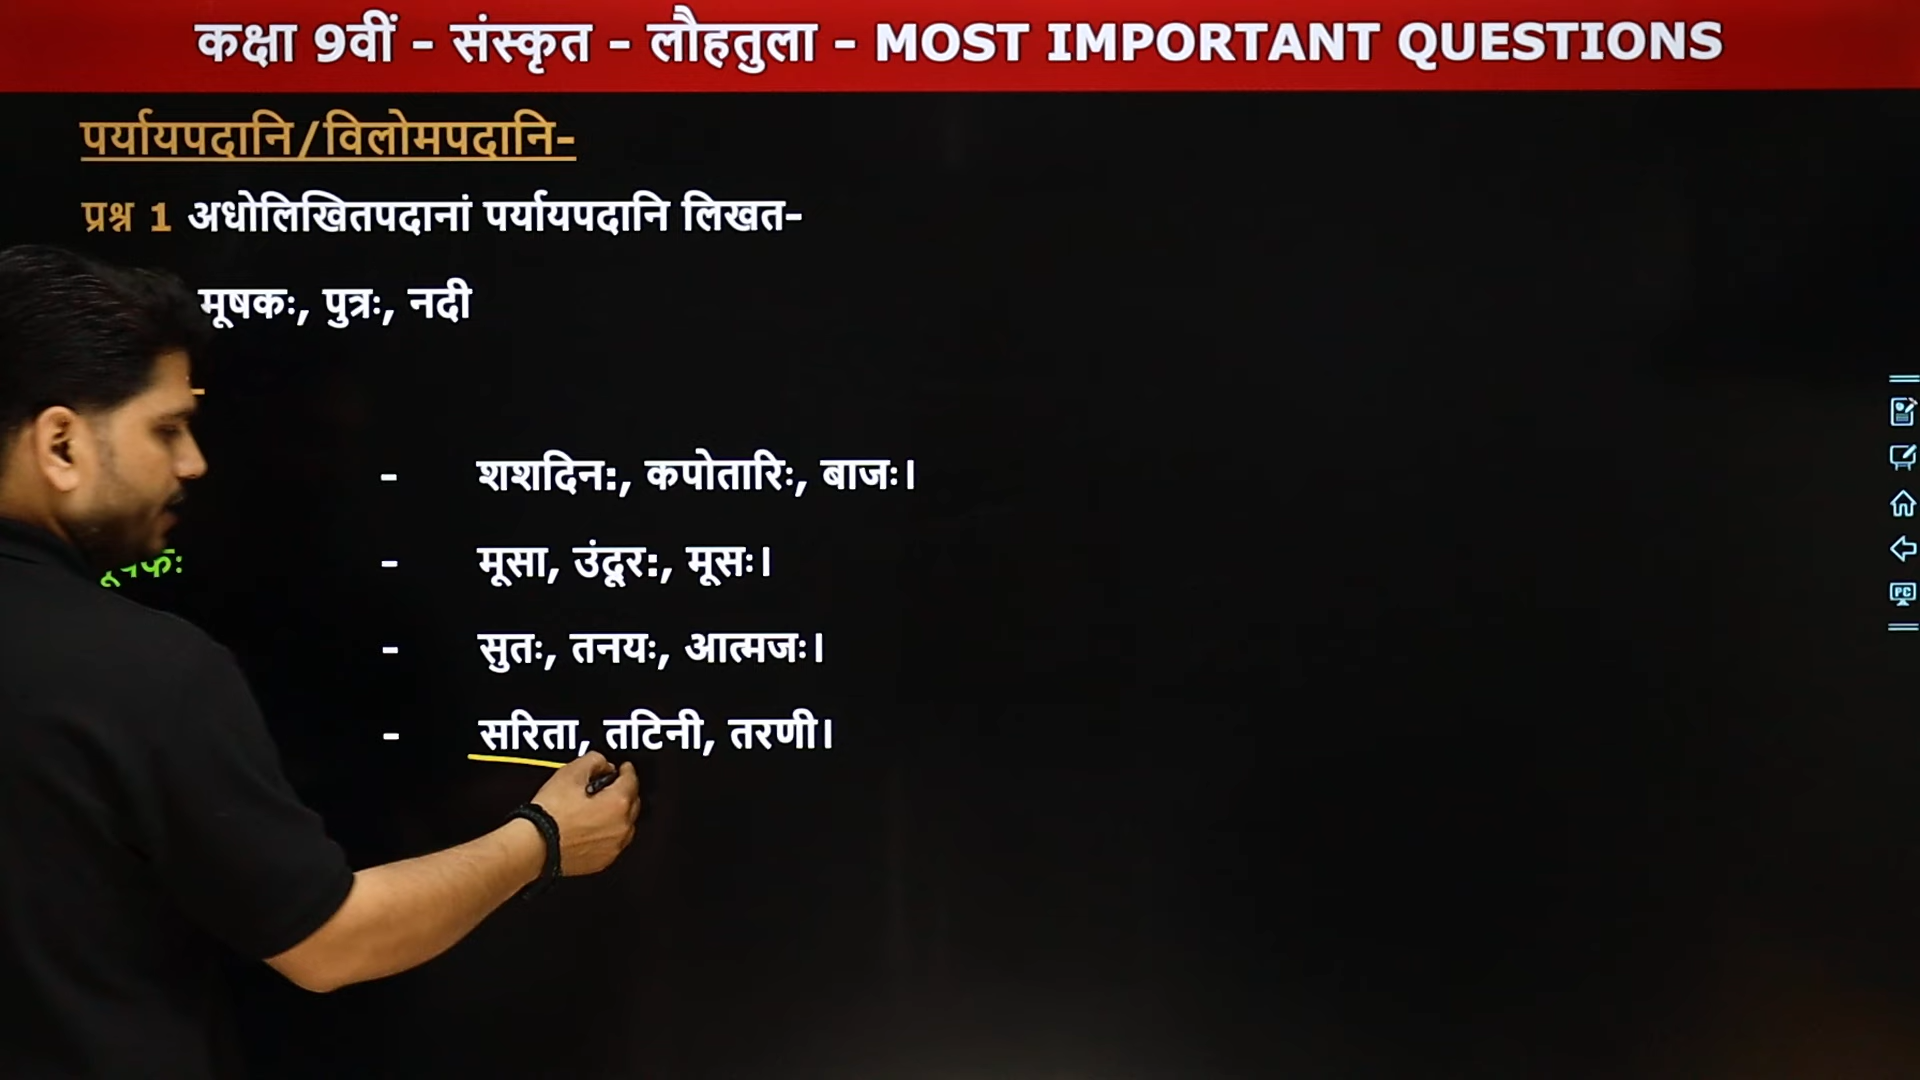 कक्षा 9वीं - संस्कृत - लौहतुला - MOST IMPORTANT QUESTIONS
पर्यायपदानि/विलोमपदानि-
प्रश्न 1 अधोलिखितपदानां पर्यायपदानि लिखत-
मूषकः, पुत्रः, नदी
- शशदिन:, कपोतारिः, बाजः।
- मूसा, उंदूर:, मूसः।
- सुतः, तनयः, आत्मजः।
- सरिता, तटिनी, तरणी।
PC